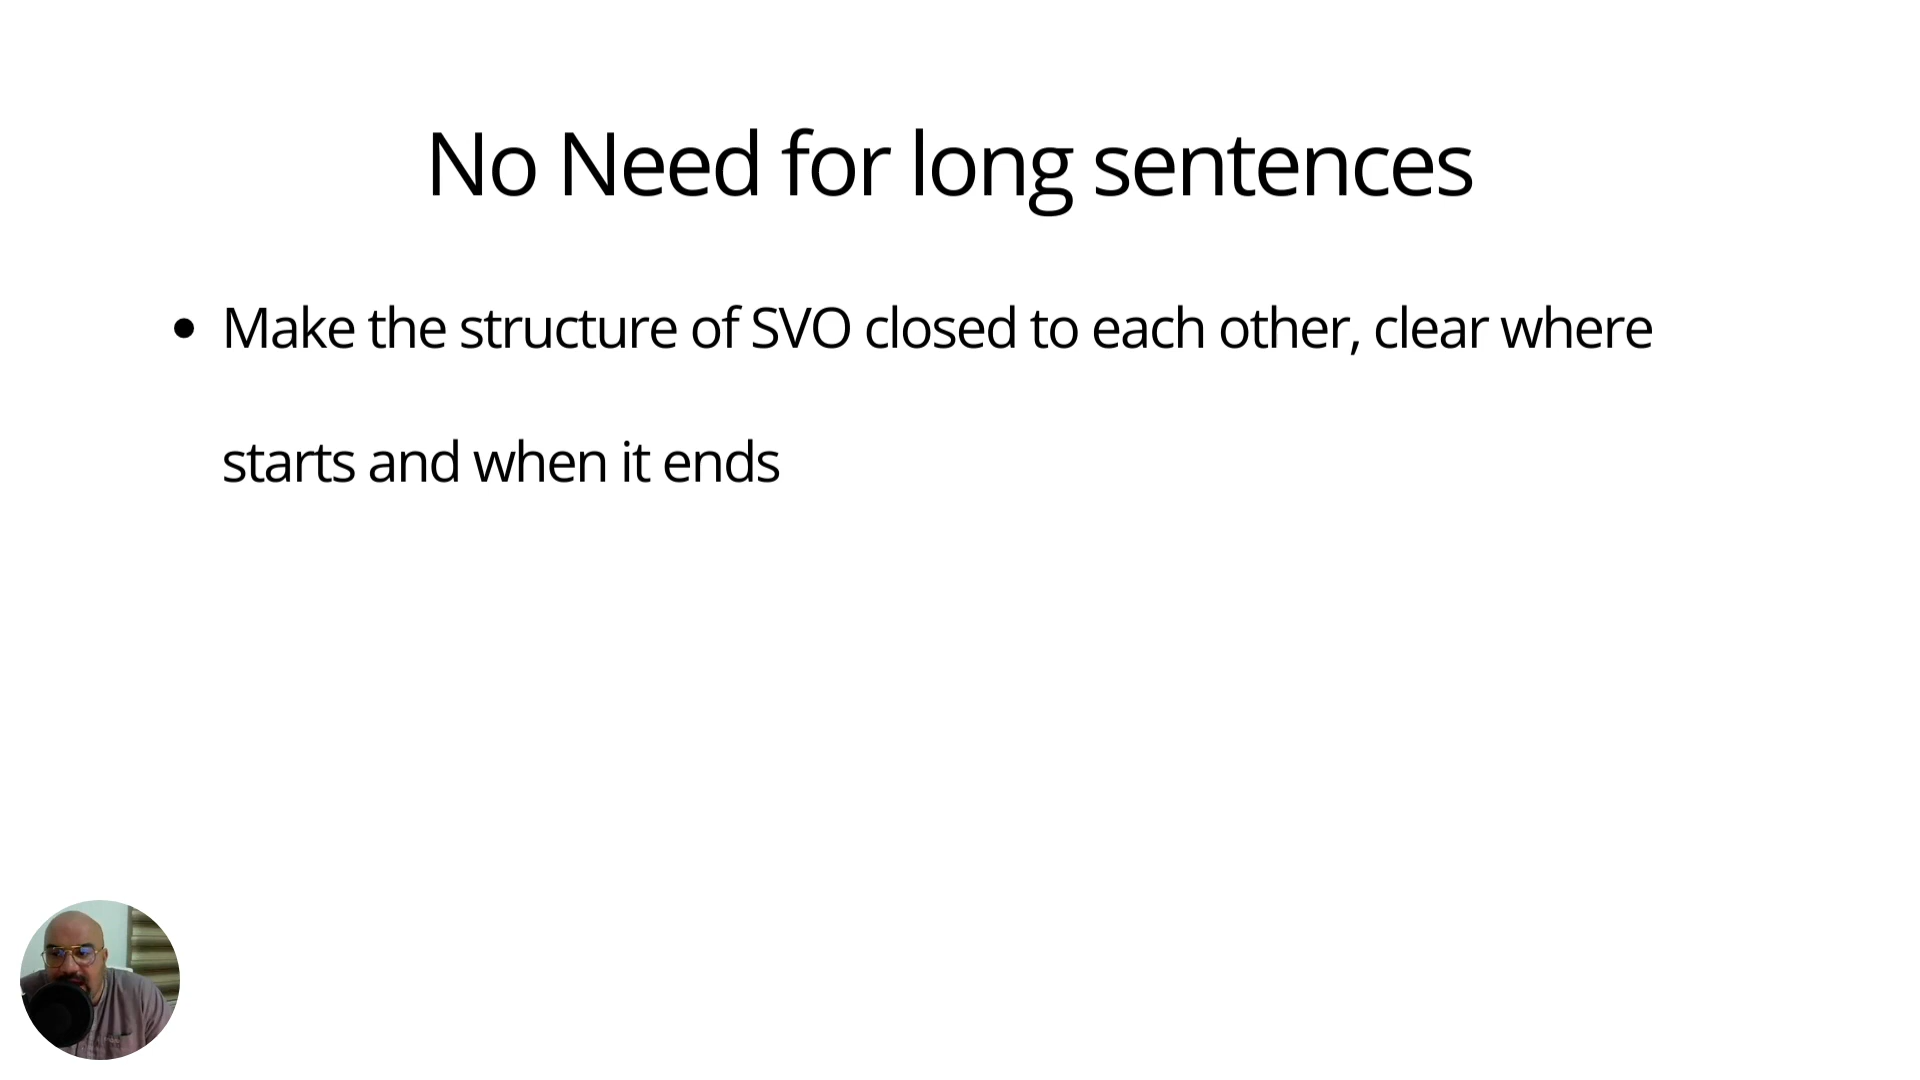 No Need for long sentences
• Make the structure of SVO closed to each other, clear where
starts and when it ends